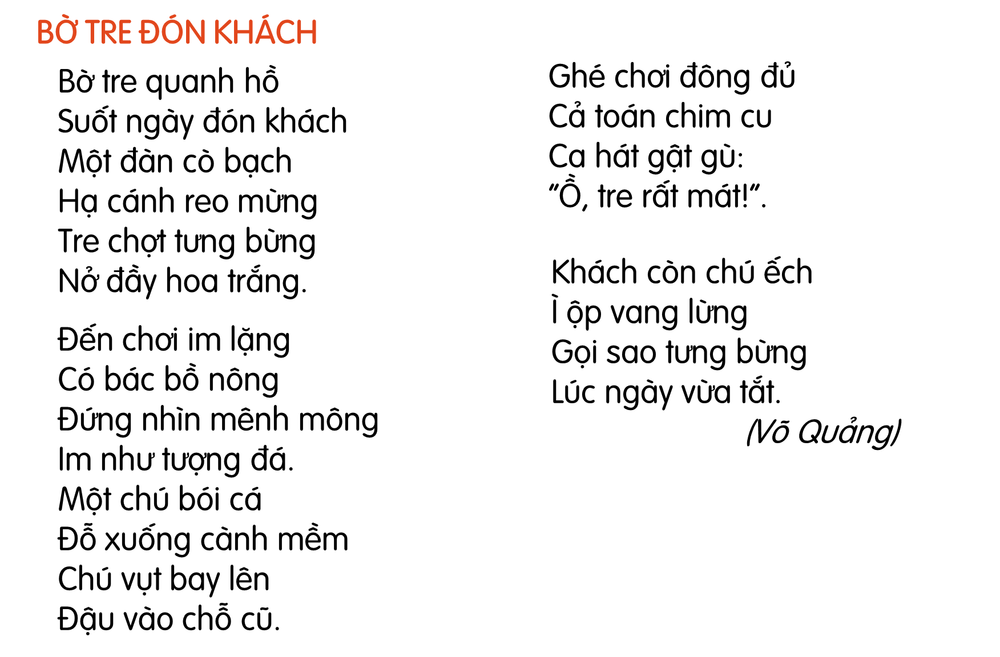 BỜ TRE ĐÓN KHÁCH
Bờ tre quanh hồ
Suốt ngày đón khách
Một đàn cò bạch
Hạ cánh reo mừng
Tre chợt tưng bừng
Nở đầy hoa trắng.
Đến chơi im lặng
Có bác bồ nông
Đứng nhìn mênh mông
Im như tượng đá.
Một chú bói cá
Đỗ xuống cành mềm
Chú vụt bay lên
Đậu vào chỗ cũ.
Ghé chơi đông đủ
Cả toán chim cu
Ca hát gật gù:
"Ồ, tre rất mát!".
Khách còn chú ếch
Ì ộp vang lừng
Gọi sao tưng bừng
Lúc ngày vừa tắt.
(Võ Quảng)